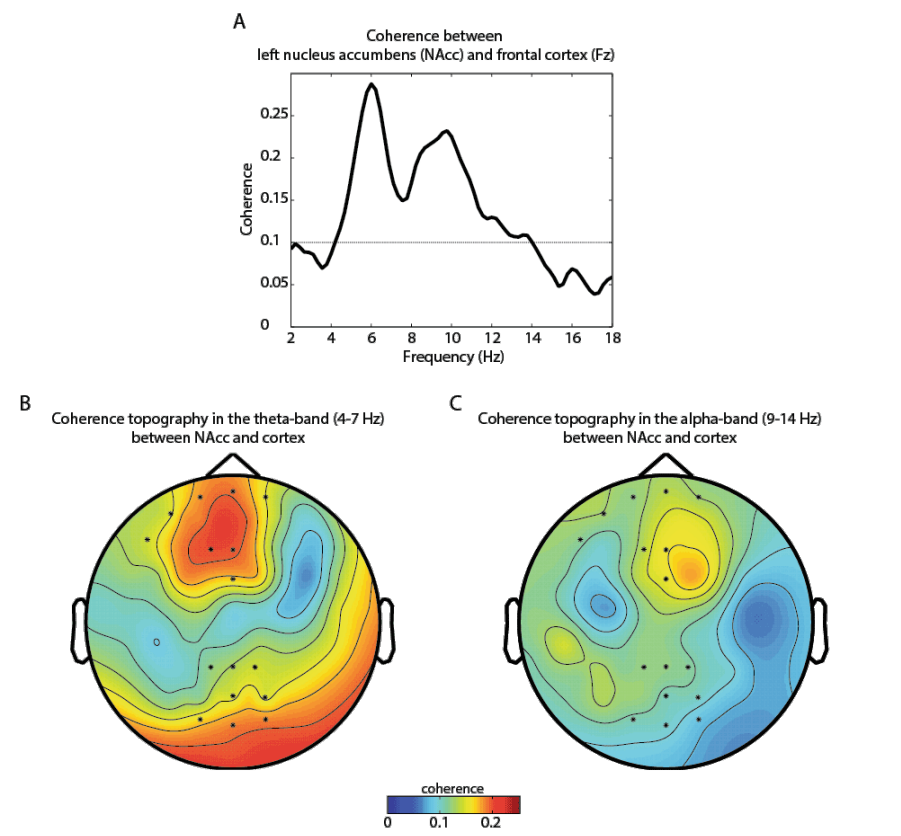 A
Coherence between
left nucleus accumbens (NAcc) and frontal cortex (Fz)
0.25
0.2
0.15
0.1
0.05
0
Coherence
2 4 6 8 10 12 14 16 18
Frequency (Hz)
B
Coherence topography in the theta-band (4-7 Hz)
between NAcc and cortex
C
Coherence topography in the alpha-band (9-14 Hz)
between NAcc and cortex
coherence
0 0.1 0.2